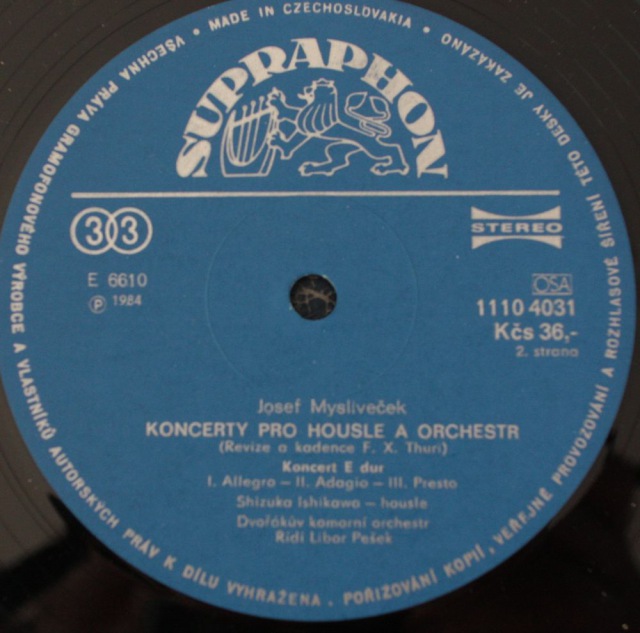 VŠECHNA PRÁVA GRAMOFONOVÉHO VÝROBCE A VLASTNÍKŮ AUTORSKÝCH PRÁV K DÍLU VYHRAŽENA. POŘIZOVÁNÍ KOPIÍ, VEŘEJNÉ PROVOZOVÁNÍ A ROZHLASOVÉ ŠÍŘENÍ TÉTO DESKY JE ZAKÁZÁNO • MADE IN CZECHOSLOVAKIA •
SUPRAPHON
33
STEREO
E 6610
Ⓟ 1984
OSA
1110 4031
Kčs 36,-
2. strana
Josef Mysliveček
KONCERTY PRO HOUSLE A ORCHESTR
(Revize a kadence F. X. Thuri)
Koncert E dur
I. Allegro – II. Adagio – III. Presto
Shizuka Ishikawa – housle
Dvořákův komorní orchestr
Řídí Libor Pešek